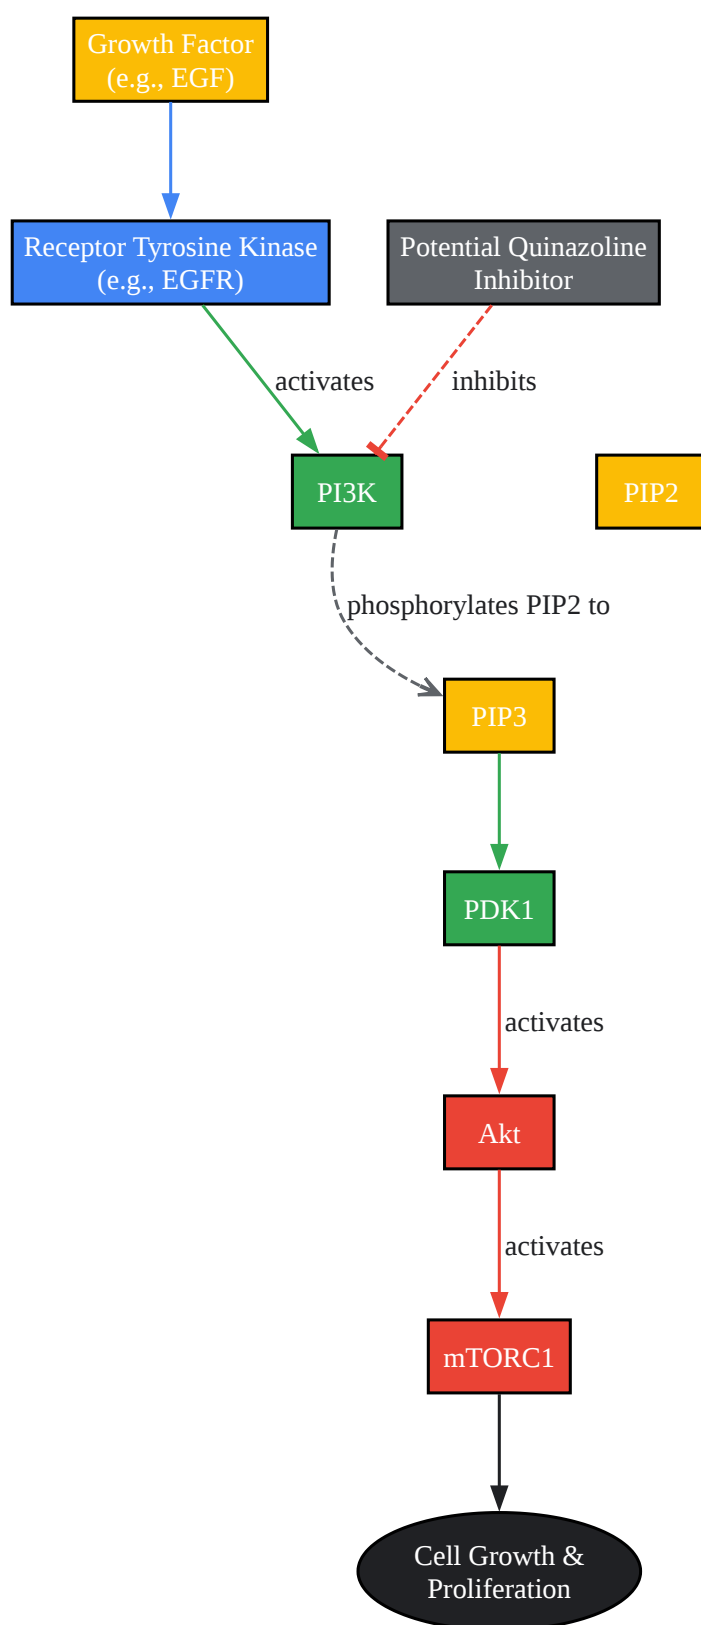 Growth Factor
(e.g., EGF)
Receptor Tyrosine Kinase
(e.g., EGFR)
Potential Quinazoline
Inhibitor
activates
inhibits
PI3K
PIP2
phosphorylates PIP2 to
PIP3
PDK1
activates
Akt
activates
mTORC1
Cell Growth &
Proliferation